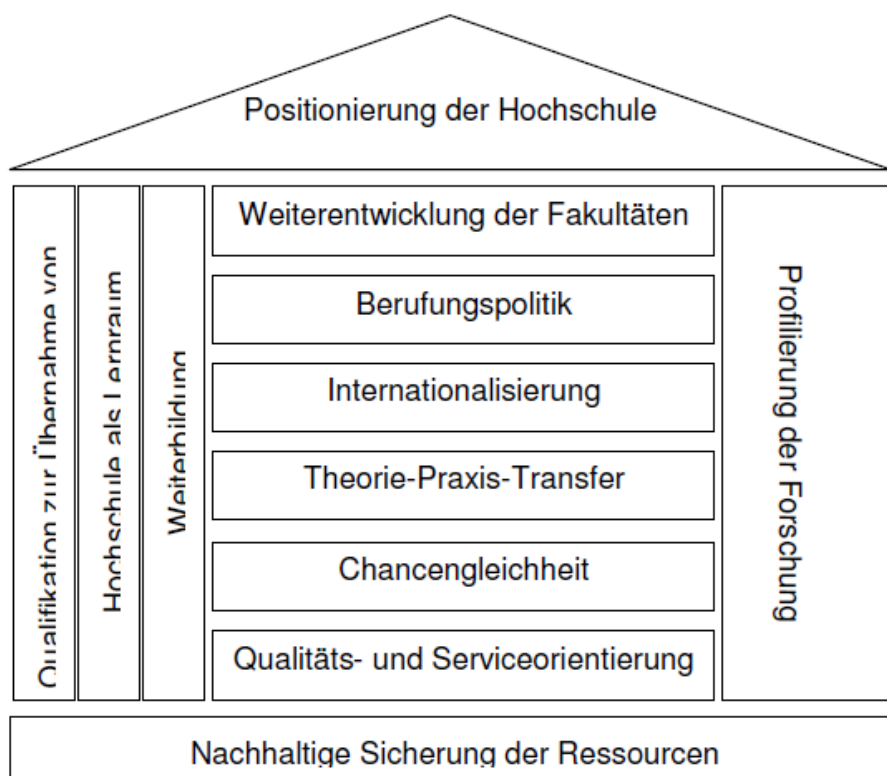 Positionierung der Hochschule
Qualifikation zur Übernahme von
Hochschule als Lernraum
Weiterbildung
Weiterentwicklung der Fakultäten
Berufungspolitik
Internationalisierung
Theorie-Praxis-Transfer
Chancengleichheit
Qualitäts- und Serviceorientierung
Profilierung der Forschung
Nachhaltige Sicherung der Ressourcen